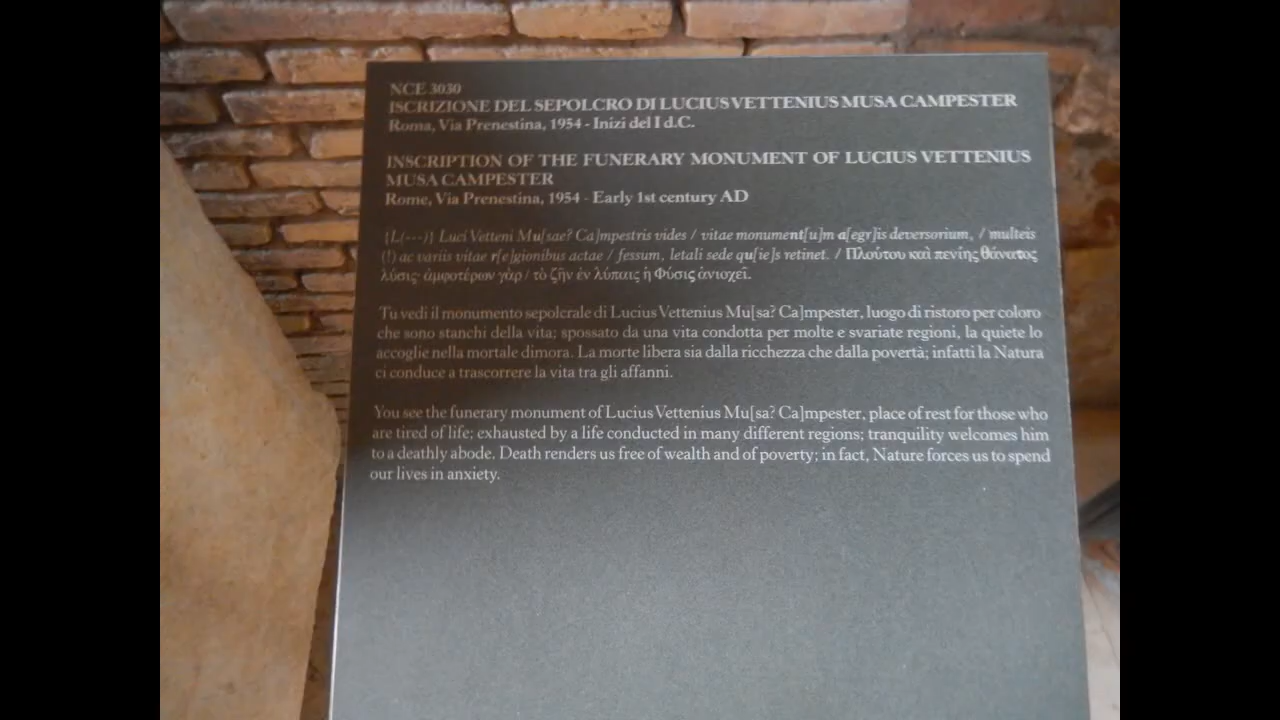 NCE 3030
ISCRIZIONE DEL SEPOLCRO DI LUCIUS VETTENIUS MUSA CAMPESTER
Roma, Via Prenestina, 1954 - Inizi del I d.C.
INSCRIPTION OF THE FUNERARY MONUMENT OF LUCIUS VETTENIUS
MUSA CAMPESTER
Rome, Via Prenestina, 1954 - Early 1st century AD
{L(---)} Luci Vetteni Mu[sae? Ca]mpestris vides / vitae monument[u]m a[egr]is deversorium, / multeis
(!) ac variis vitae r[e]gionibus actae / fessum, letali sede qu[ie]s retinet. / Πλούτου καὶ πενίης θάνατος
λύσις· ἀμφοτέρων γὰρ / τὸ ζῆν ἐν λύπαις ἡ Φύσις ἀνιοχεῖ.
Tu vedi il monumento sepolcrale di Lucius Vettenius Mu[sa? Ca]mpester, luogo di ristoro per coloro
che sono stanchi della vita; spossato da una vita condotta per molte e svariate regioni, la quiete lo
accoglie nella mortale dimora. La morte libera sia dalla ricchezza che dalla povertà; infatti la Natura
ci conduce a trascorrere la vita tra gli affanni.
You see the funerary monument of Lucius Vettenius Mu[sa? Ca]mpester, place of rest for those who
are tired of life; exhausted by a life conducted in many different regions; tranquility welcomes him
to a deathly abode. Death renders us free of wealth and of poverty; in fact, Nature forces us to spend
our lives in anxiety.